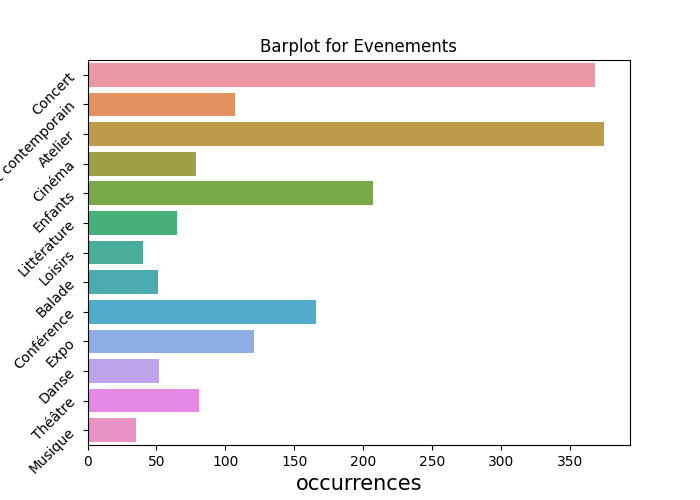 Barplot for Evenements
Concert
contemporain
Atelier
Cinéma
Enfants
Littérature
Loisirs
Balade
Conférence
Expo
Danse
Théâtre
Musique
0 50 100 150 200 250 300 350
occurrences